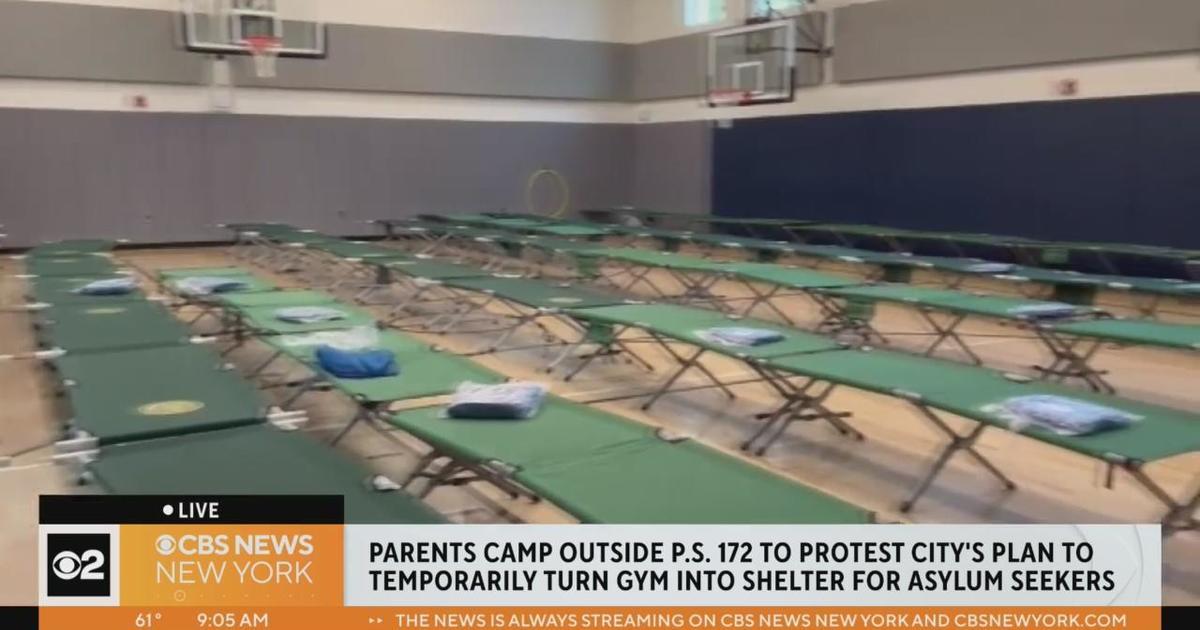 LIVE
2
CBS NEWS
NEW YORK
PARENTS CAMP OUTSIDE P.S. 172 TO PROTEST CITY'S PLAN TO
TEMPORARILY TURN GYM INTO SHELTER FOR ASYLUM SEEKERS
61° 9:05 AM THE NEWS IS ALWAYS STREAMING ON CBS NEWS NEW YORK AND CBSNEWYORK.COM